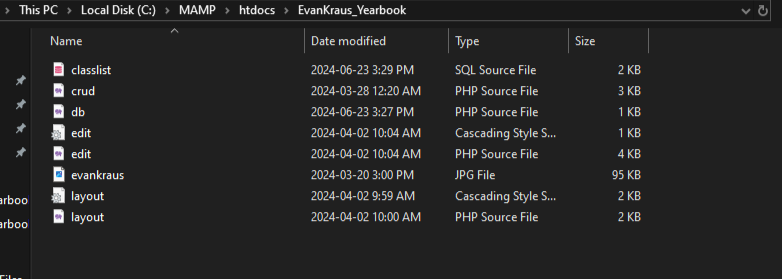 This PC > Local Disk (C:) > MAMP > htdocs > EvanKraus_Yearbook
Name Date modified Type Size
classlist 2024-06-23 3:29 PM SQL Source File 2 KB
crud 2024-03-28 12:20 AM PHP Source File 3 KB
db 2024-06-23 3:27 PM PHP Source File 1 KB
edit 2024-04-02 10:04 AM Cascading Style S... 1 KB
edit 2024-04-02 10:04 AM PHP Source File 4 KB
evankraus 2024-03-20 3:00 PM JPG File 95 KB
layout 2024-04-02 9:59 AM Cascading Style S... 2 KB
arboo
layout 2024-04-02 10:00 AM PHP Source File 2 KB
arboo